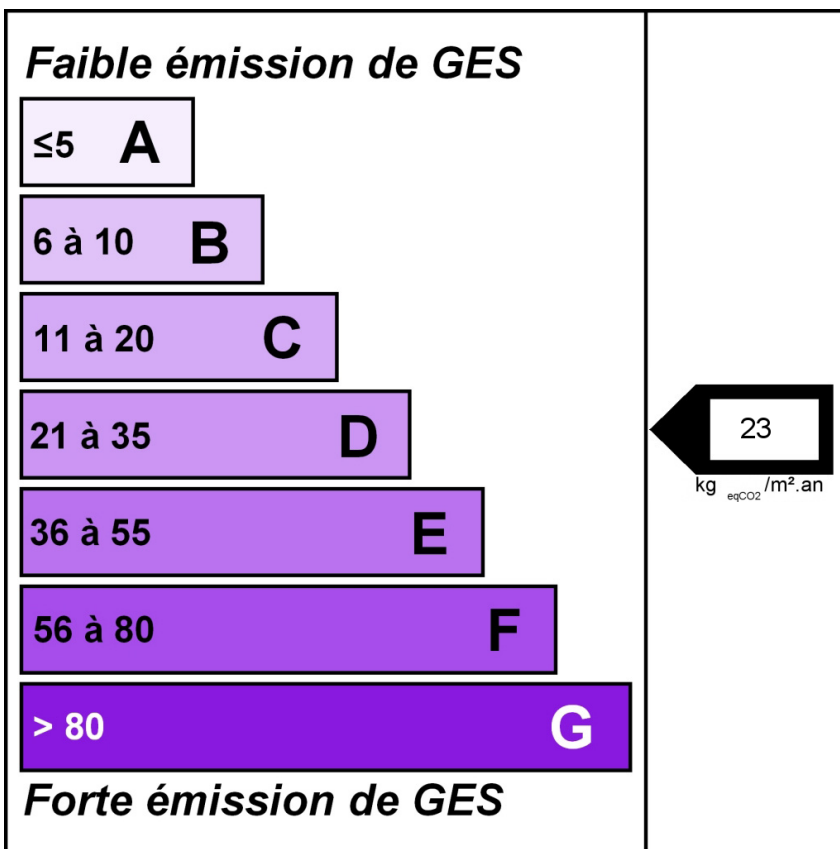 Faible émission de GES
≤5 A
6 à 10 B
11 à 20 C
21 à 35 D
23
kg eqCO2 /m².an
36 à 55 E
56 à 80 F
> 80 G
Forte émission de GES